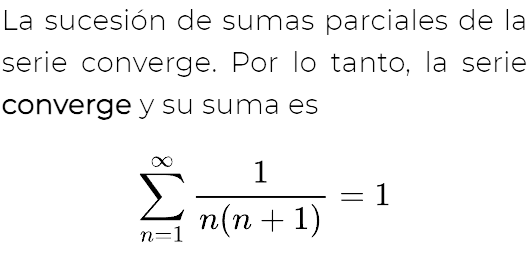 La sucesión de sumas parciales de la
serie converge. Por lo tanto, la serie
converge y su suma es
∞
∑ 1/(n(n + 1)) = 1
n=1